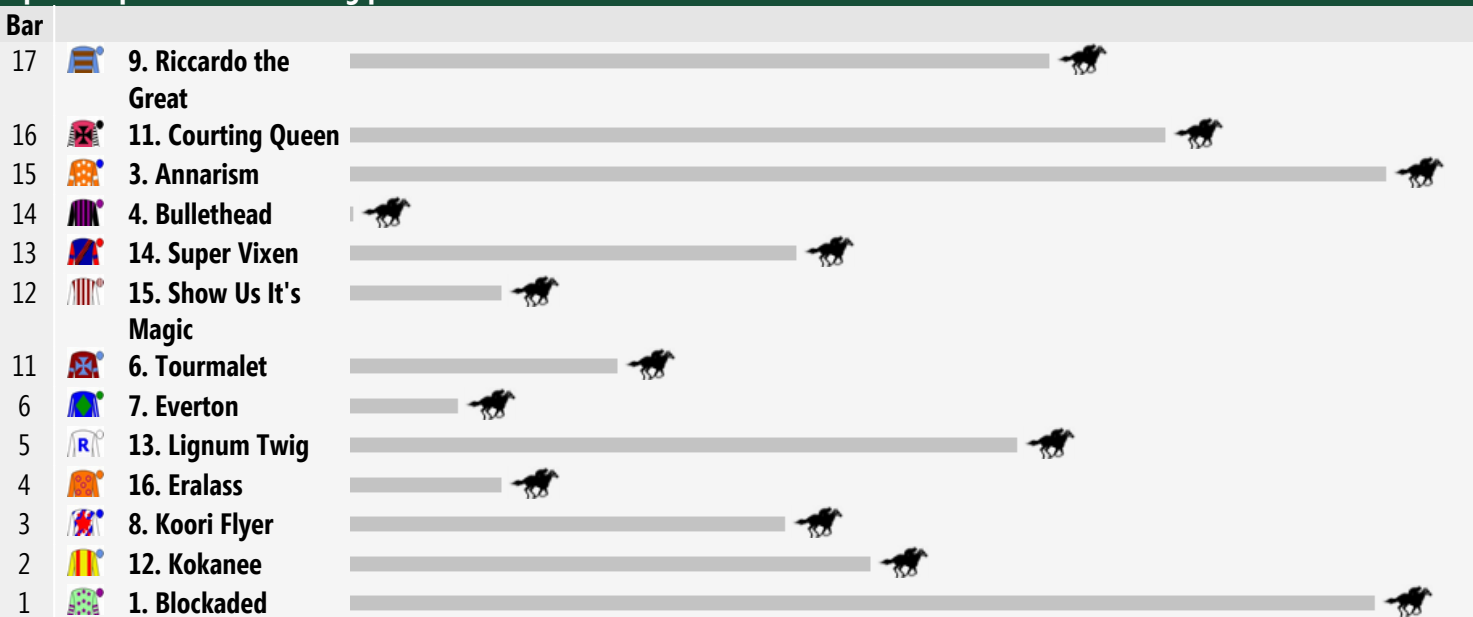 Bar
17 9. Riccardo the
Great
16 11. Courting Queen
15 3. Annarism
14 4. Bullethead
13 14. Super Vixen
12 15. Show Us It's
Magic
11 6. Tourmalet
6 7. Everton
5 R 13. Lignum Twig
4 16. Eralass
3 8. Koori Flyer
2 12. Kokanee
1 1. Blockaded